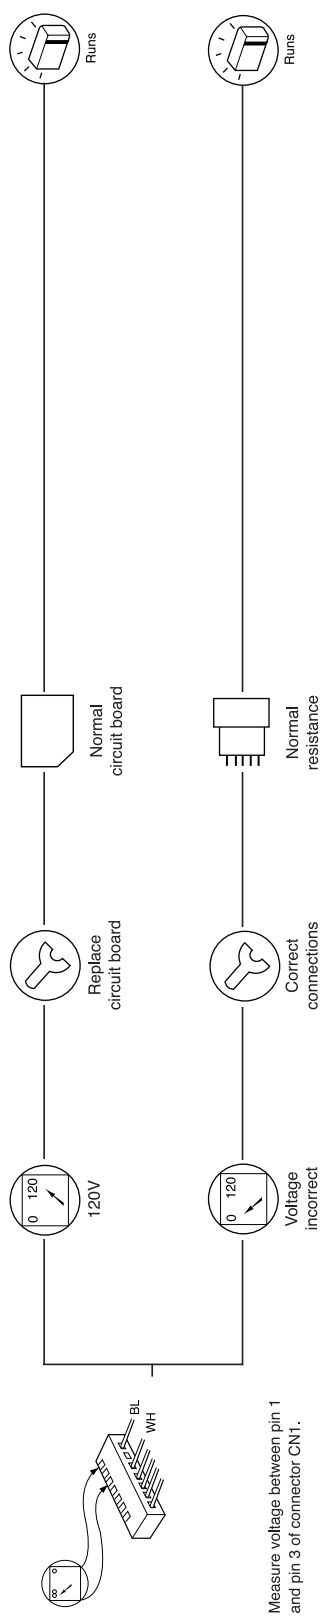 Measure voltage between pin 1
and pin 3 of connector CN1.
BL
WH
0 120
120V
Replace
circuit board
Normal
circuit board
Runs
0 120
Voltage
incorrect
Correct
connections
Normal
resistance
Runs